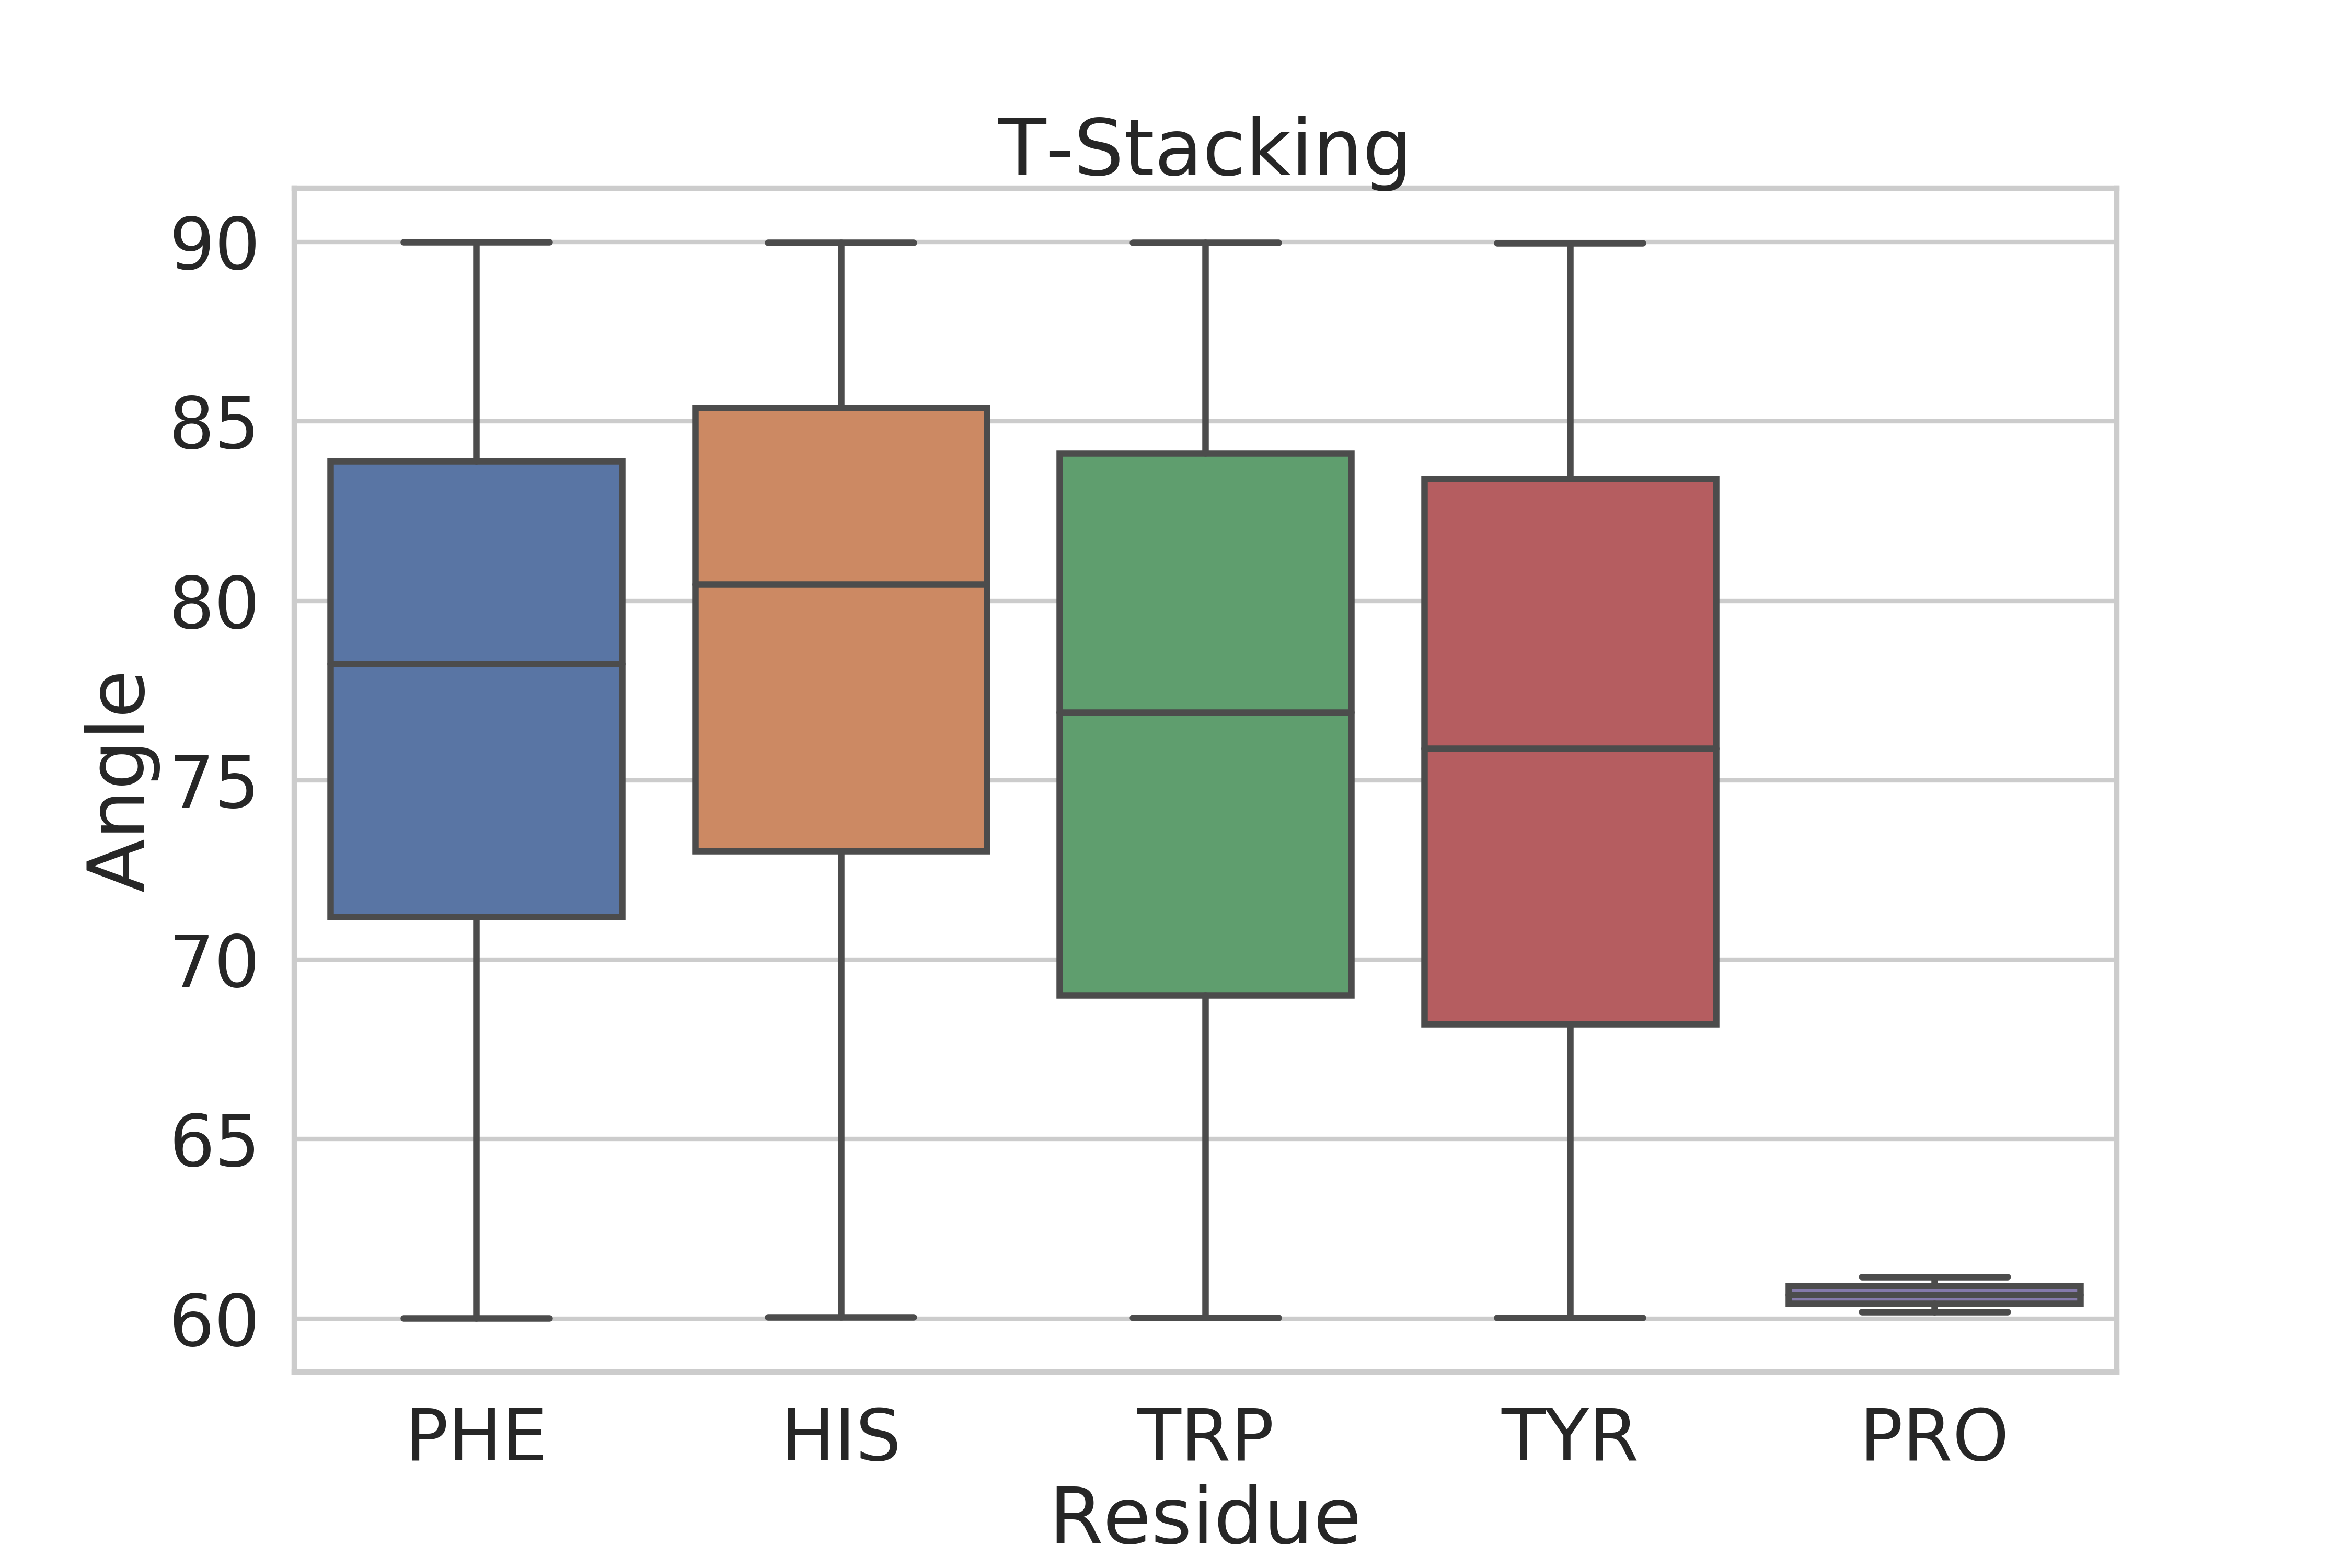 T-Stacking
90
85
80
75
70
65
60
Angle
PHE HIS TRP TYR PRO
Residue